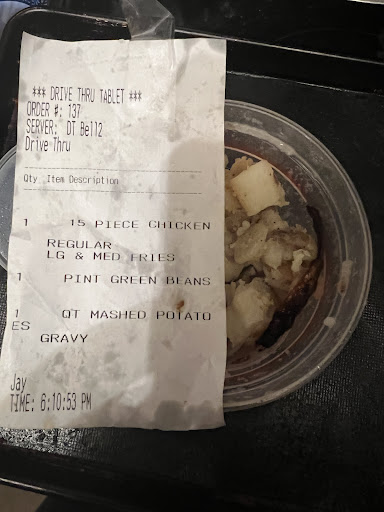 *** DRIVE THRU TABLET ***
ORDER #: 137
SERVER: DT Bell2
Drive Thru
Qty Item Description
1 15 PIECE CHICKEN
REGULAR
LG & MED FRIES
1 PINT GREEN BEANS
1 QT MASHED POTATO
ES
GRAVY
Jay
TIME: 6:10:53 PM